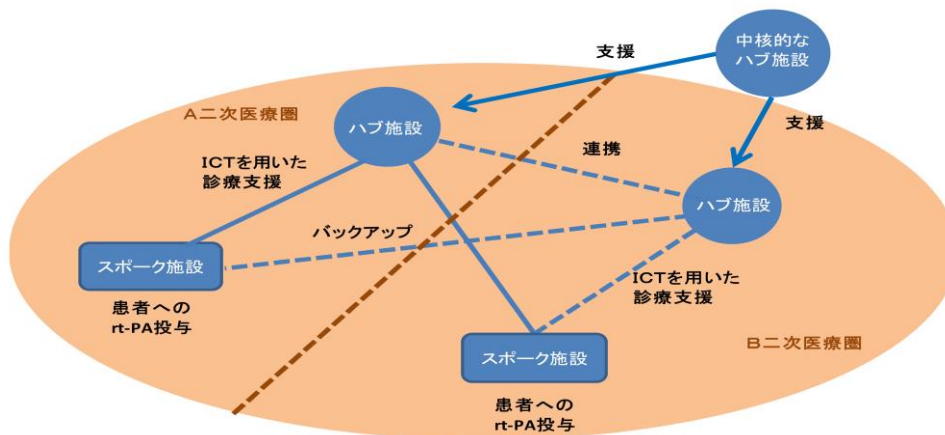 中核的な
ハブ施設
支援
A二次医療圏
ハブ施設
支援
連携
ICTを用いた
診療支援
ハブ施設
バックアップ
スポーク施設
ICTを用いた
診療支援
患者への
rt-PA投与
スポーク施設
B二次医療圏
患者への
rt-PA投与